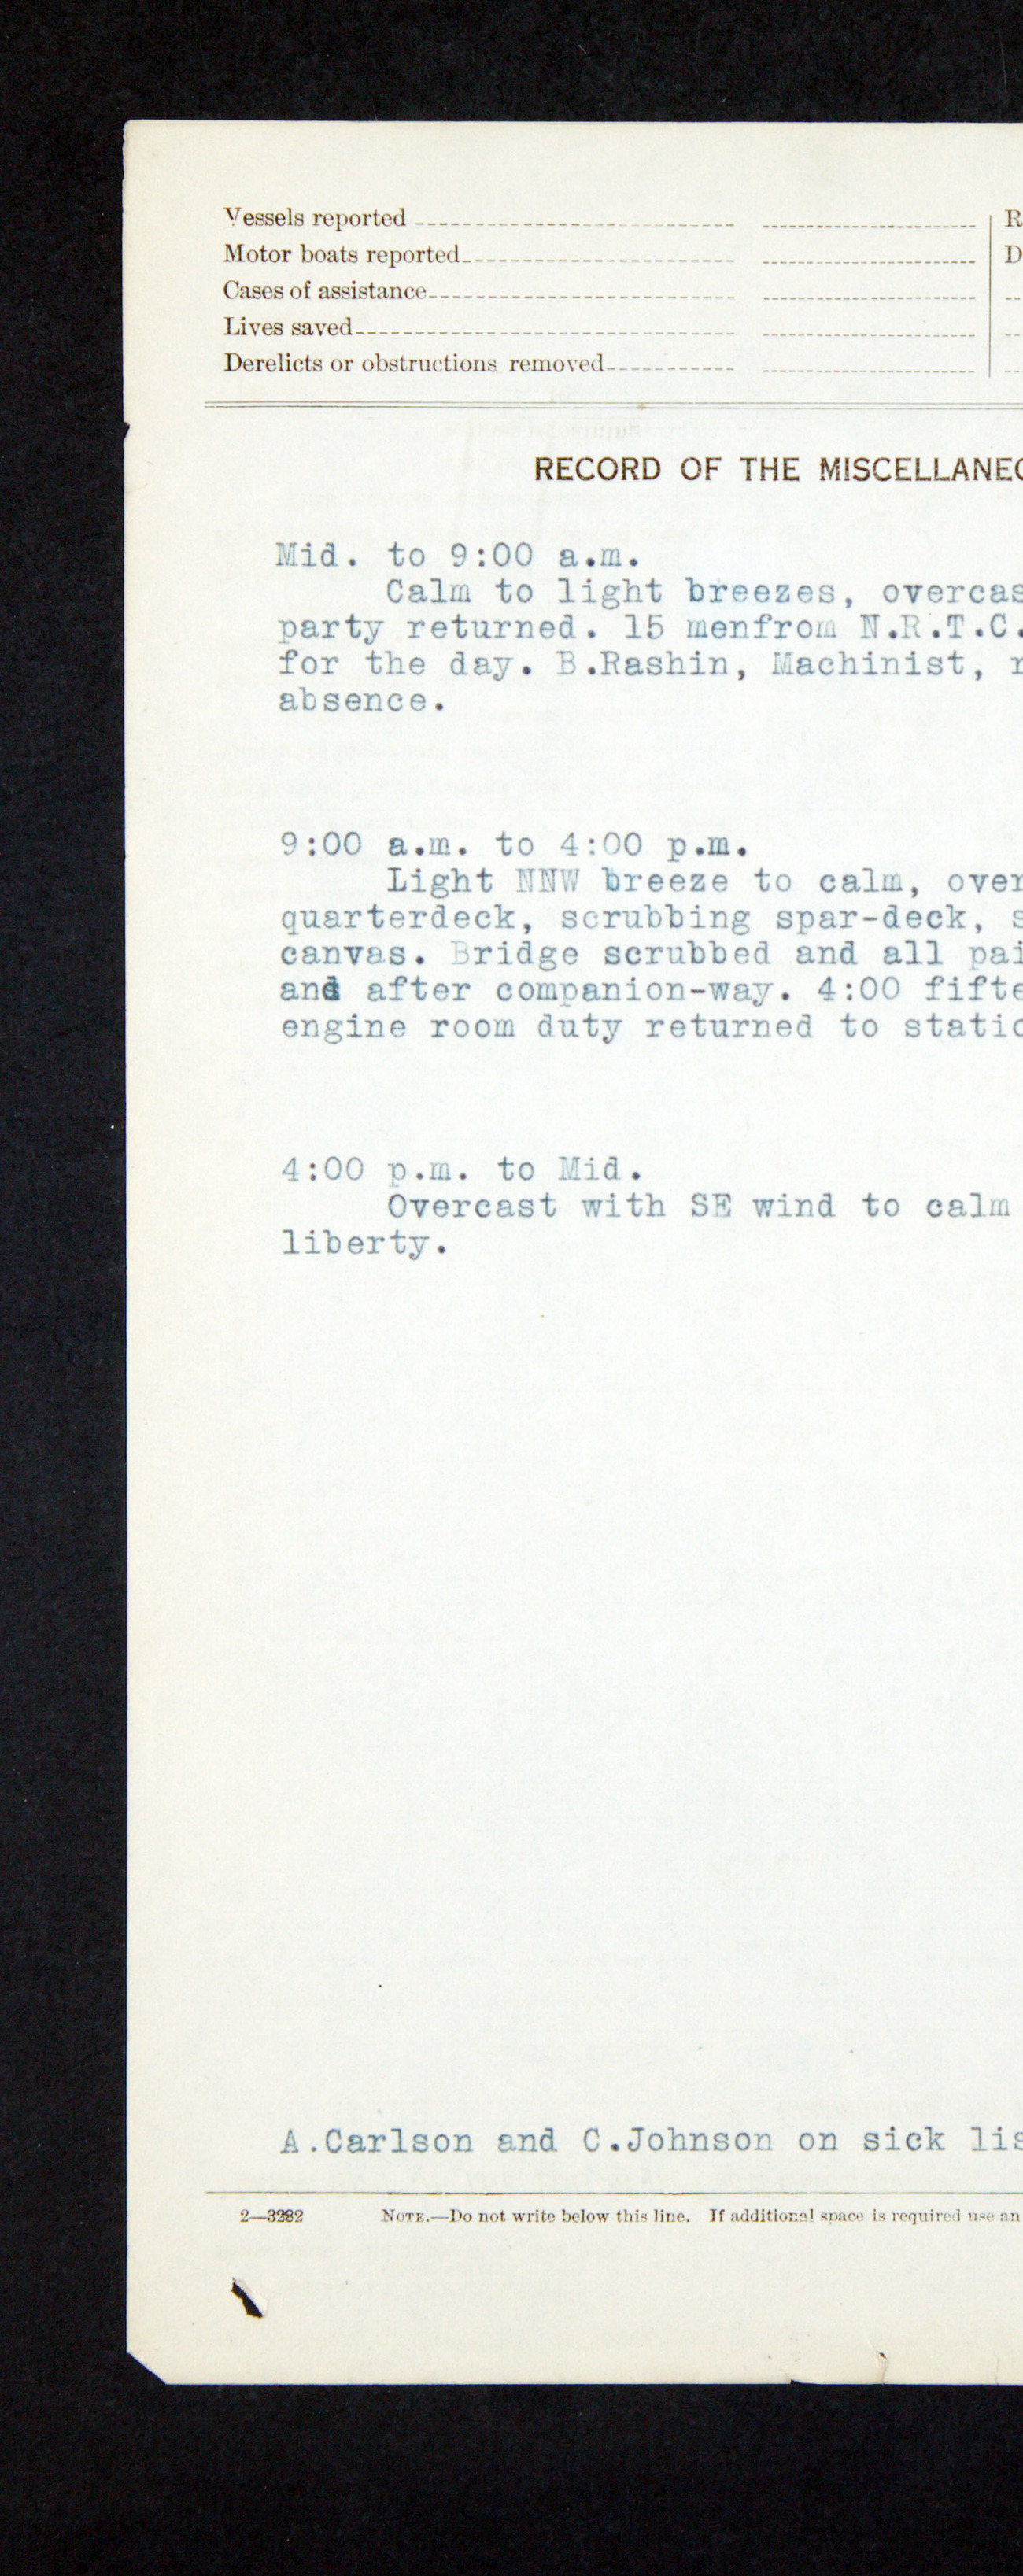 Vessels reported
Motor boats reported
Cases of assistance
Lives saved
Derelicts or obstructions removed
R
D
RECORD OF THE MISCELLANEO
Mid. to 9:00 a.m.
Calm to light breezes, overcas
party returned. 15 menfrom N.R.T.C.
for the day. B.Rashin, Machinist, r
absence.
9:00 a.m. to 4:00 p.m.
Light NNW breeze to calm, over
quarterdeck, scrubbing spar-deck, s
canvas. Bridge scrubbed and all pai
and after companion-way. 4:00 fifte
engine room duty returned to static
4:00 p.m. to Mid.
Overcast with SE wind to calm
liberty.
A.Carlson and C.Johnson on sick lis
2—3282 NOTE.—Do not write below this line. If additional space is required use an